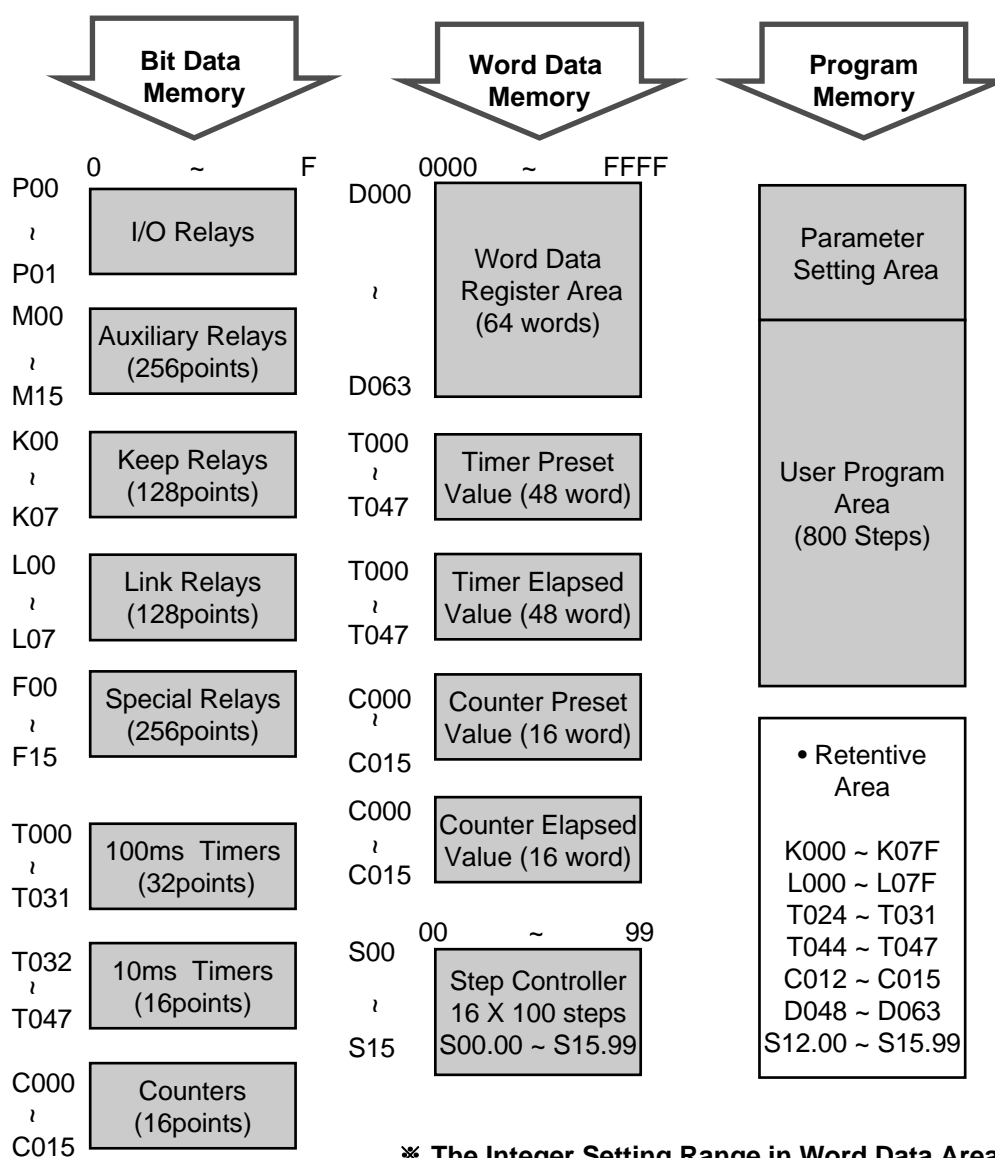 Bit Data
Memory
0 ~ F
P00
~
P01
I/O Relays
M00
~
M15
Auxiliary Relays
(256points)
K00
~
K07
Keep Relays
(128points)
L00
~
L07
Link Relays
(128points)
F00
~
F15
Special Relays
(256points)
T000
~
T031
100ms Timers
(32points)
T032
~
T047
10ms Timers
(16points)
C000
~
C015
Counters
(16points)
Word Data
Memory
0000 ~ FFFF
D000
~
D063
Word Data
Register Area
(64 words)
T000
~
T047
Timer Preset
Value (48 word)
T000
~
T047
Timer Elapsed
Value (48 word)
C000
~
C015
Counter Preset
Value (16 word)
C000
~
C015
Counter Elapsed
Value (16 word)
00 ~ 99
S00
~
S15
Step Controller
16 X 100 steps
S00.00 ~ S15.99
Program
Memory
Parameter
Setting Area
User Program
Area
(800 Steps)
• Retentive
Area
K000 ~ K07F
L000 ~ L07F
T024 ~ T031
T044 ~ T047
C012 ~ C015
D048 ~ D063
S12.00 ~ S15.99
※ The Integer Setting Range in Word Data Area